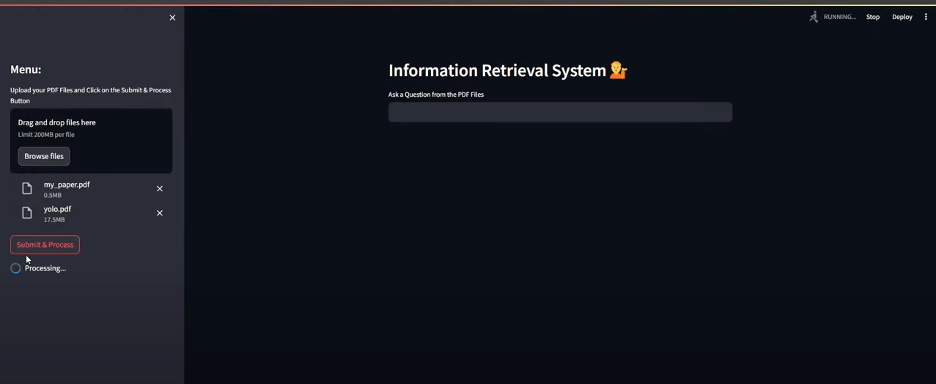 RUNNING...
Stop
Deploy
Menu:
Upload your PDF Files and Click on the Submit & Process
Button
Drag and drop files here
Limit 200MB per file
Browse files
my_paper.pdf
0.5MB
yolo.pdf
17.5MB
Submit & Process
Processing...
Information Retrieval System 💁
Ask a Question from the PDF Files